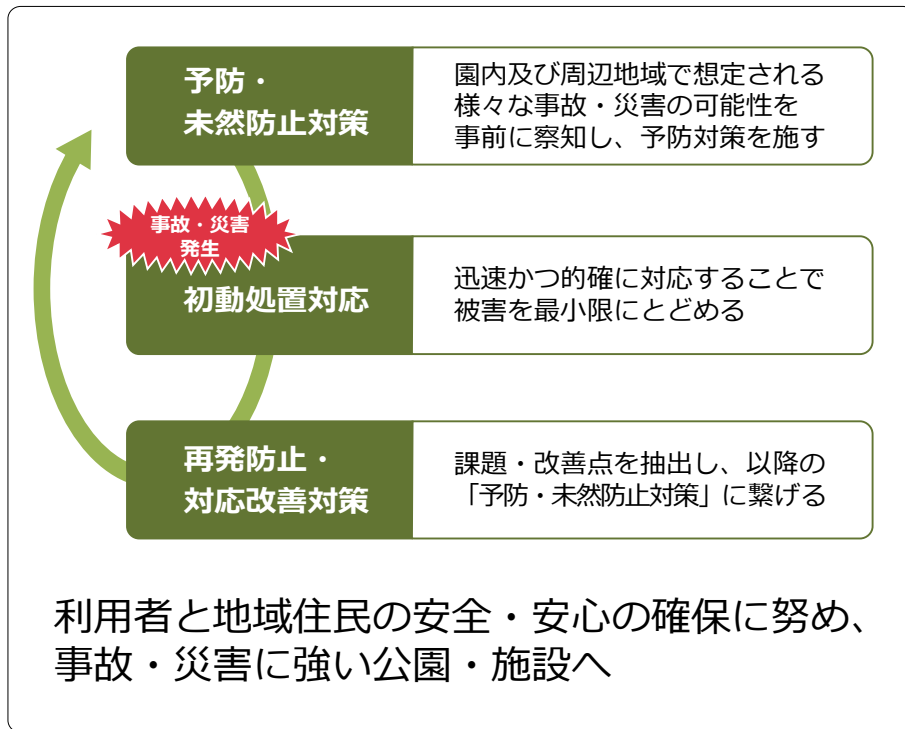 予防・
未然防止対策
園内及び周辺地域で想定される
様々な事故・災害の可能性を
事前に察知し、予防対策を施す
事故・災害
発生
初動処置対応
迅速かつ的確に対応することで
被害を最小限にとどめる
再発防止・
対応改善対策
課題・改善点を抽出し、以降の
「予防・未然防止対策」に繋げる
利用者と地域住民の安全・安心の確保に努め、
事故・災害に強い公園・施設へ